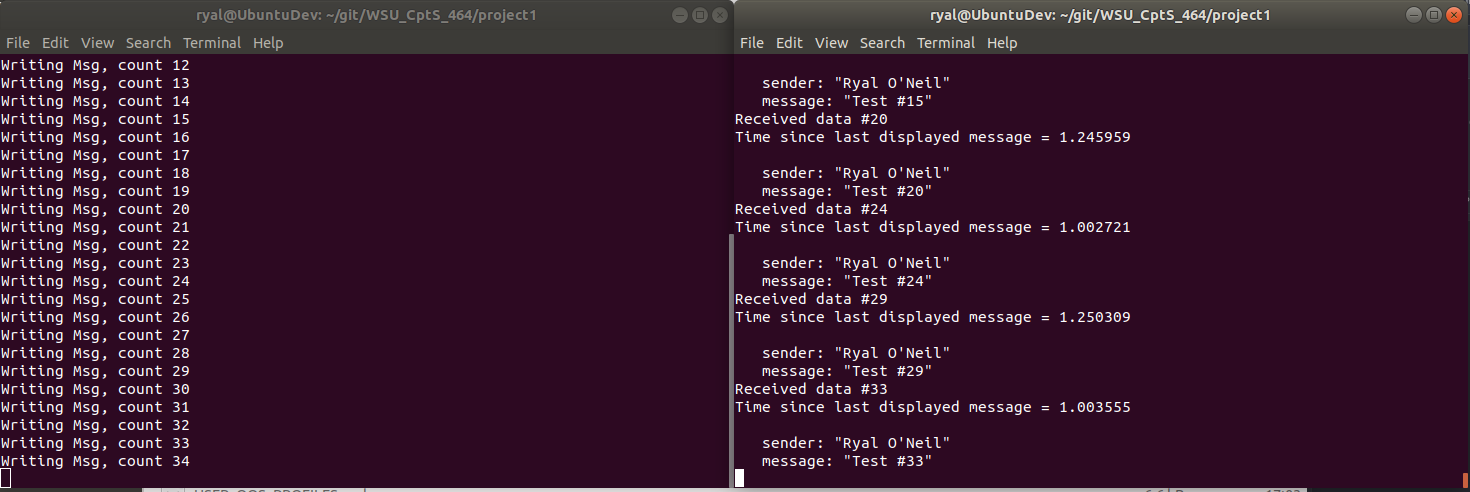 ryal@UbuntuDev: ~/git/WSU_CptS_464/project1
File Edit View Search Terminal Help
Writing Msg, count 12
Writing Msg, count 13
Writing Msg, count 14
Writing Msg, count 15
Writing Msg, count 16
Writing Msg, count 17
Writing Msg, count 18
Writing Msg, count 19
Writing Msg, count 20
Writing Msg, count 21
Writing Msg, count 22
Writing Msg, count 23
Writing Msg, count 24
Writing Msg, count 25
Writing Msg, count 26
Writing Msg, count 27
Writing Msg, count 28
Writing Msg, count 29
Writing Msg, count 30
Writing Msg, count 31
Writing Msg, count 32
Writing Msg, count 33
Writing Msg, count 34
ryal@UbuntuDev: ~/git/WSU_CptS_464/project1
File Edit View Search Terminal Help
sender: "Ryal O'Neil"
message: "Test #15"
Received data #20
Time since last displayed message = 1.245959
sender: "Ryal O'Neil"
message: "Test #20"
Received data #24
Time since last displayed message = 1.002721
sender: "Ryal O'Neil"
message: "Test #24"
Received data #29
Time since last displayed message = 1.250309
sender: "Ryal O'Neil"
message: "Test #29"
Received data #33
Time since last displayed message = 1.003555
sender: "Ryal O'Neil"
message: "Test #33"